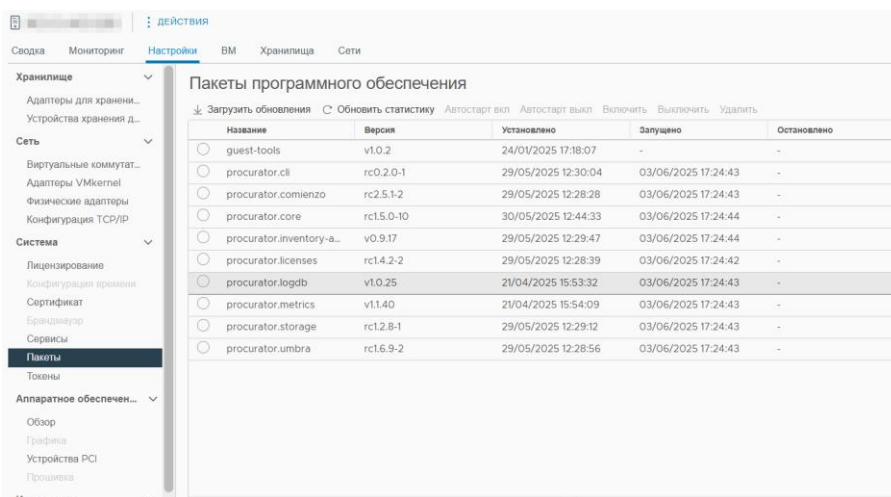 ДЕЙСТВИЯ
Сводка Мониторинг Настройки ВМ Хранилища Сети
Хранилище
Адаптеры для хранени...
Устройства хранения д...
Сеть
Виртуальные коммутат...
Адаптеры VMkernel
Физические адаптеры
Конфигурация TCP/IP
Система
Лицензирование
Конфигурация времени
Сертификат
Брандмауэр
Сервисы
Пакеты
Токены
Аппаратное обеспечен...
Обзор
Графика
Устройства PCI
Прошивка
Пакеты программного обеспечения
Загрузить обновления Обновить статистику Автостарт вкл Автостарт выкл Включить Выключить Удалить
Название Версия Установлено Запущено Остановлено
guest-tools v1.0.2 24/01/2025 17:18:07 - -
procurator.cli rc0.2.0-1 29/05/2025 12:30:04 03/06/2025 17:24:43 -
procurator.comienzo rc2.5.1-2 29/05/2025 12:28:28 03/06/2025 17:24:43 -
procurator.core rc1.5.0-10 30/05/2025 12:44:33 03/06/2025 17:24:44 -
procurator.inventory-a... v0.9.17 29/05/2025 12:29:47 03/06/2025 17:24:44 -
procurator.licenses rc1.4.2-2 29/05/2025 12:28:39 03/06/2025 17:24:42 -
procurator.logdb v1.0.25 21/04/2025 15:53:32 03/06/2025 17:24:43 -
procurator.metrics v1.1.40 21/04/2025 15:54:09 03/06/2025 17:24:43 -
procurator.storage rc1.2.8-1 29/05/2025 12:29:12 03/06/2025 17:24:43 -
procurator.umbra rc1.6.9-2 29/05/2025 12:28:56 03/06/2025 17:24:43 -